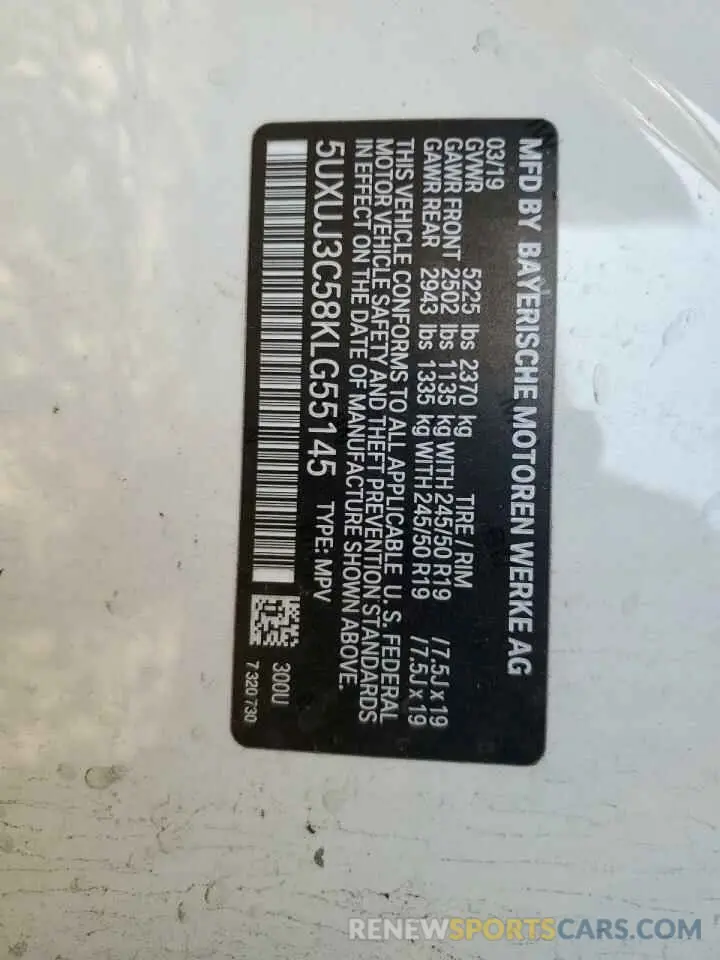 MFD BY BAYERISCHE MOTOREN WERKE AG
03/19
GVWR 5225 lbs 2370 kg TIRE / RIM
GAWR FRONT 2502 lbs 1135 kg WITH 245/50 R19 /7.5J x 19
GAWR REAR 2943 lbs 1335 kg WITH 245/50 R19 /7.5J x 19
THIS VEHICLE CONFORMS TO ALL APPLICABLE U. S. FEDERAL
MOTOR VEHICLE SAFETY AND THEFT PREVENTION STANDARDS
IN EFFECT ON THE DATE OF MANUFACTURE SHOWN ABOVE.
5UXUJ3C58KLG55145 TYPE: MPV
300U
7 320 730
RENEWSPORTSCARS.COM